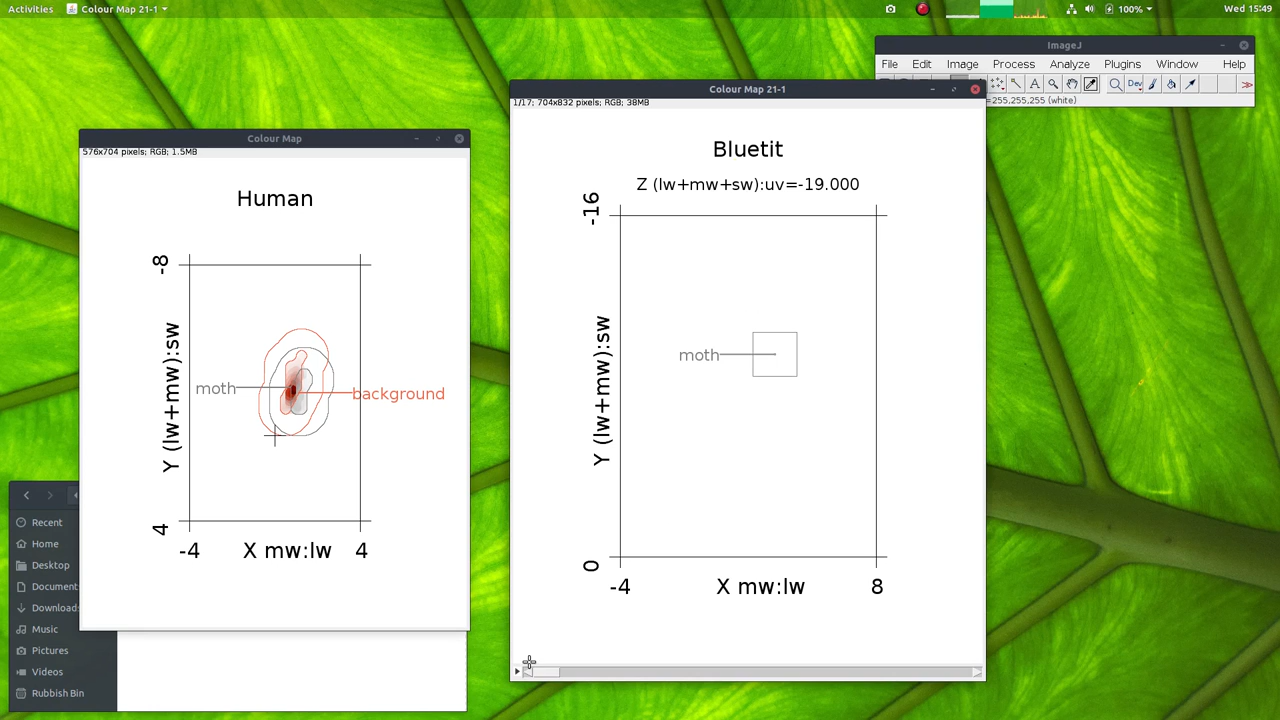 Activities
Colour Map 21-1
100%
Wed 15:49
ImageJ
File Edit Image Process Analyze Plugins Window Help
A
Dev
=255,255,255 (white)
Colour Map 21-1
1/17; 704x832 pixels; RGB; 38MB
Bluetit
Z (lw+mw+sw):uv=-19.000
-16
Y (lw+mw):sw
moth
0
-4
X mw:lw
8
Colour Map
576x704 pixels; RGB; 1.5MB
Human
-8
Y (lw+mw):sw
moth
background
4
-4
X mw:lw
4
Recent
Home
Desktop
Document
Download
Music
Pictures
Videos
Rubbish Bin